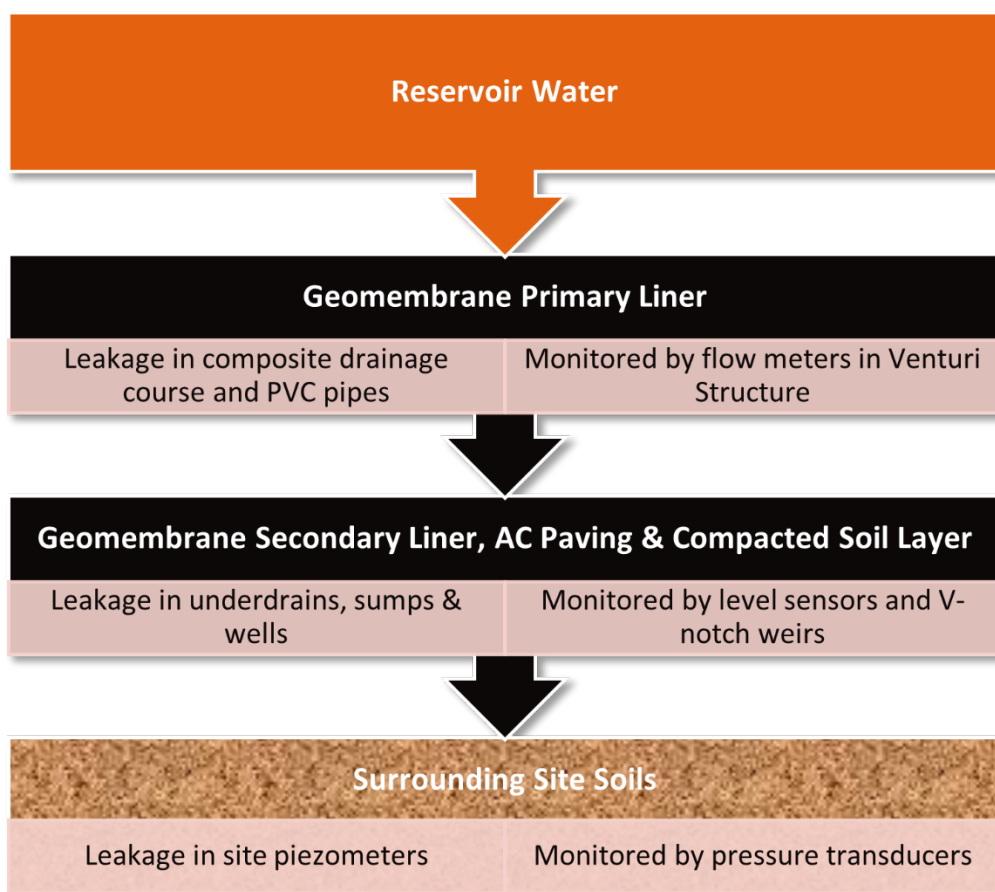 Reservoir Water
Geomembrane Primary Liner
Leakage in composite drainage
course and PVC pipes
Monitored by flow meters in Venturi
Structure
Geomembrane Secondary Liner, AC Paving & Compacted Soil Layer
Leakage in underdrains, sumps &
wells
Monitored by level sensors and V-
notch weirs
Surrounding Site Soils
Leakage in site piezometers
Monitored by pressure transducers